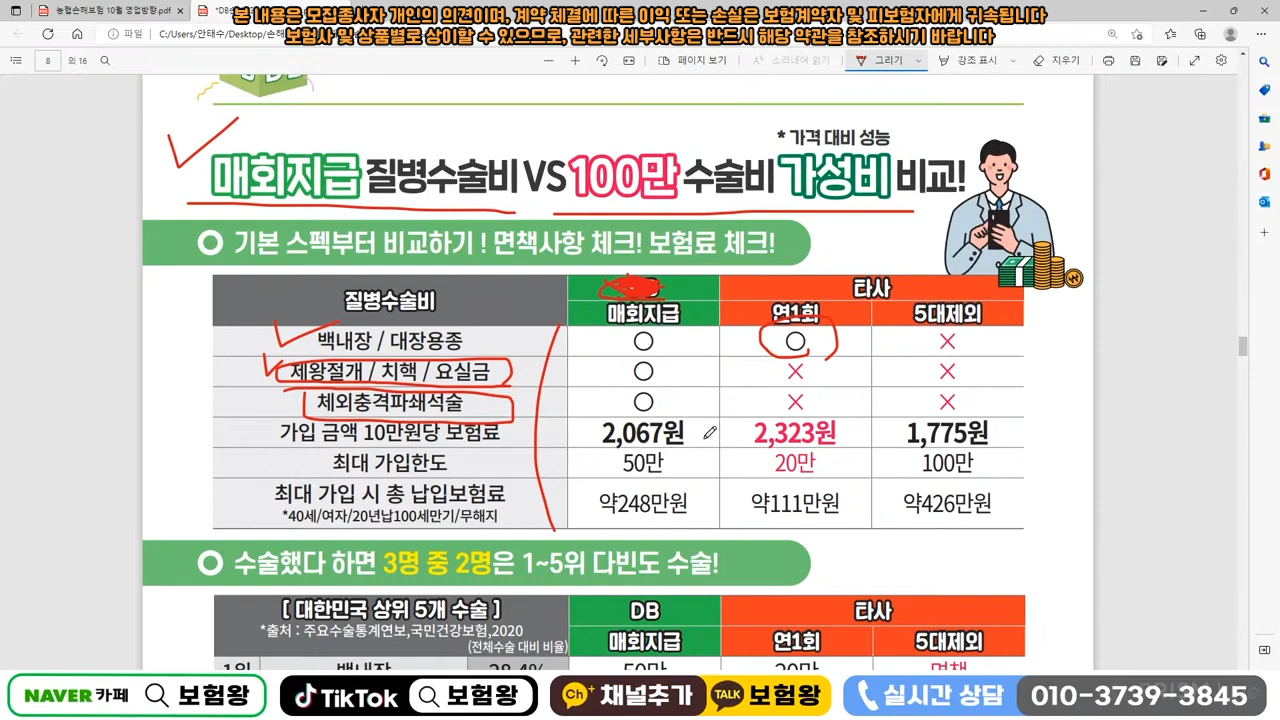 본 내용은 모집종사자 개인의 의견이며, 계약 체결에 따른 이익 또는 손실은 보험계약자 및 피보험자에게 귀속됩니다
보험사 및 상품별로 상이할 수 있으므로, 관련한 세부사항은 반드시 해당 약관을 참조하시기 바랍니다
농협손해보험 10월 영업방향.pdf
파일
C:/Users/안태수/Desktop/손해
8 의 16
페이지 보기
소리내어 읽기
그리기
강조 표시
지우기
* 가격 대비 성능
매회지급 질병수술비 VS 100만 수술비 가성비 비교!
기본 스펙부터 비교하기 ! 면책사항 체크! 보험료 체크!
질병수술비 타사
매회지급 연1회 5대제외
백내장 / 대장용종 ○ ○ ×
제왕절개 / 치핵 / 요실금 ○ × ×
체외충격파쇄석술 ○ × ×
가입 금액 10만원당 보험료 2,067원 2,323원 1,775원
최대 가입한도 50만 20만 100만
최대 가입 시 총 납입보험료 약248만원 약111만원 약426만원
*40세/여자/20년납100세만기/무해지
수술했다 하면 3명 중 2명은 1~5위 다빈도 수술!
[ 대한민국 상위 5개 수술 ] DB 타사
*출처 : 주요수술통계연보,국민건강보험,2020
(전체수술 대비 비율) 매회지급 연1회 5대제외
1위 백내장 28.4% 50만 20만 면책
NAVER 카페 보험왕
TikTok 보험왕
Ch+ 채널추가 TALK 보험왕
실시간 상담 010-3739-3845